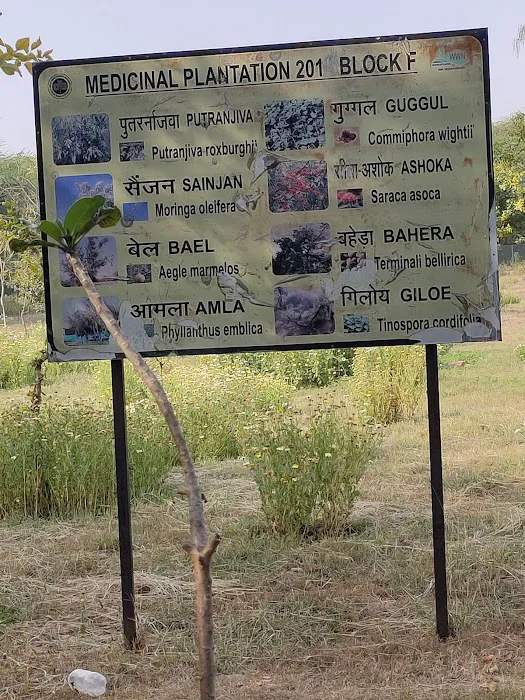 MEDICINAL PLANTATION 201 BLOCK F
WWN
पुतरनजिवा PUTRANJIVA
Putranjiva roxburghii
सैंजन SAINJAN
Moringa oleifera
बेल BAEL
Aegle marmelos
आमला AMLA
Phyllanthus emblica
गुग्गल GUGGUL
Commiphora wightii
सीता-अशोक ASHOKA
Saraca asoca
बहेड़ा BAHERA
Terminali bellirica
गिलोय GILOE
Tinospora cordifolia